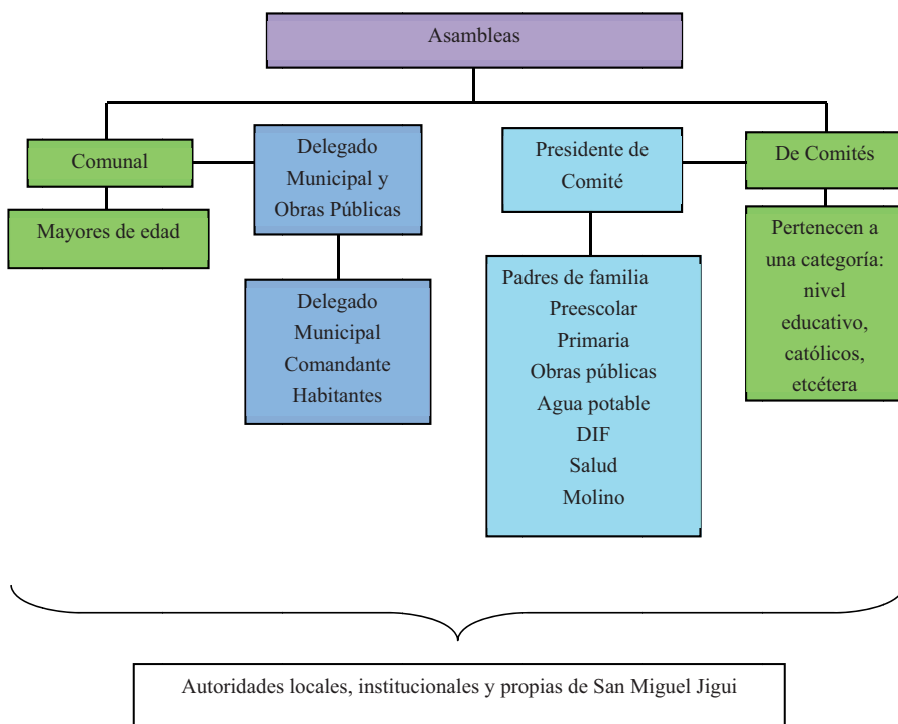 Asambleas
Comunal
Mayores de edad
Delegado
Municipal y
Obras Públicas
Delegado
Municipal
Comandante
Habitantes
Presidente de
Comité
Padres de familia
Preescolar
Primaria
Obras públicas
Agua potable
DIF
Salud
Molino
De Comités
Pertenecen a
una categoría:
nivel
educativo,
católicos,
etcétera
Autoridades locales, institucionales y propias de San Miguel Jigui